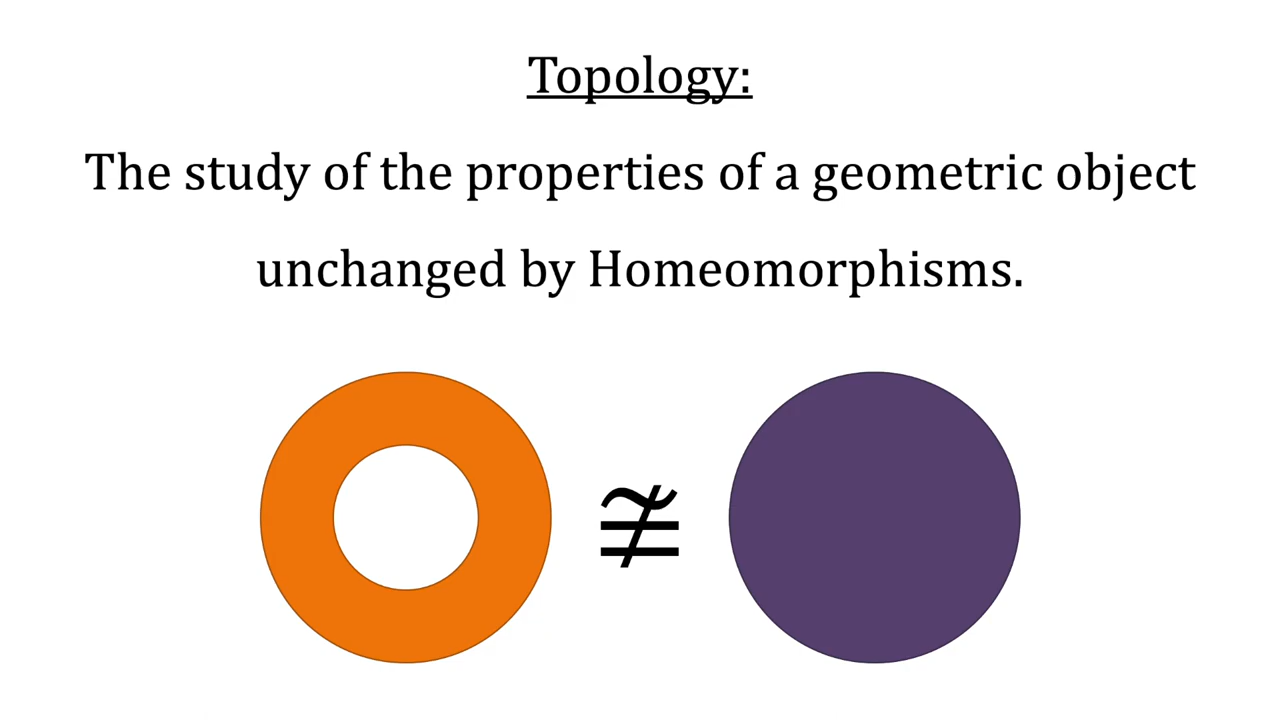 Topology:
The study of the properties of a geometric object
unchanged by Homeomorphisms.
≇